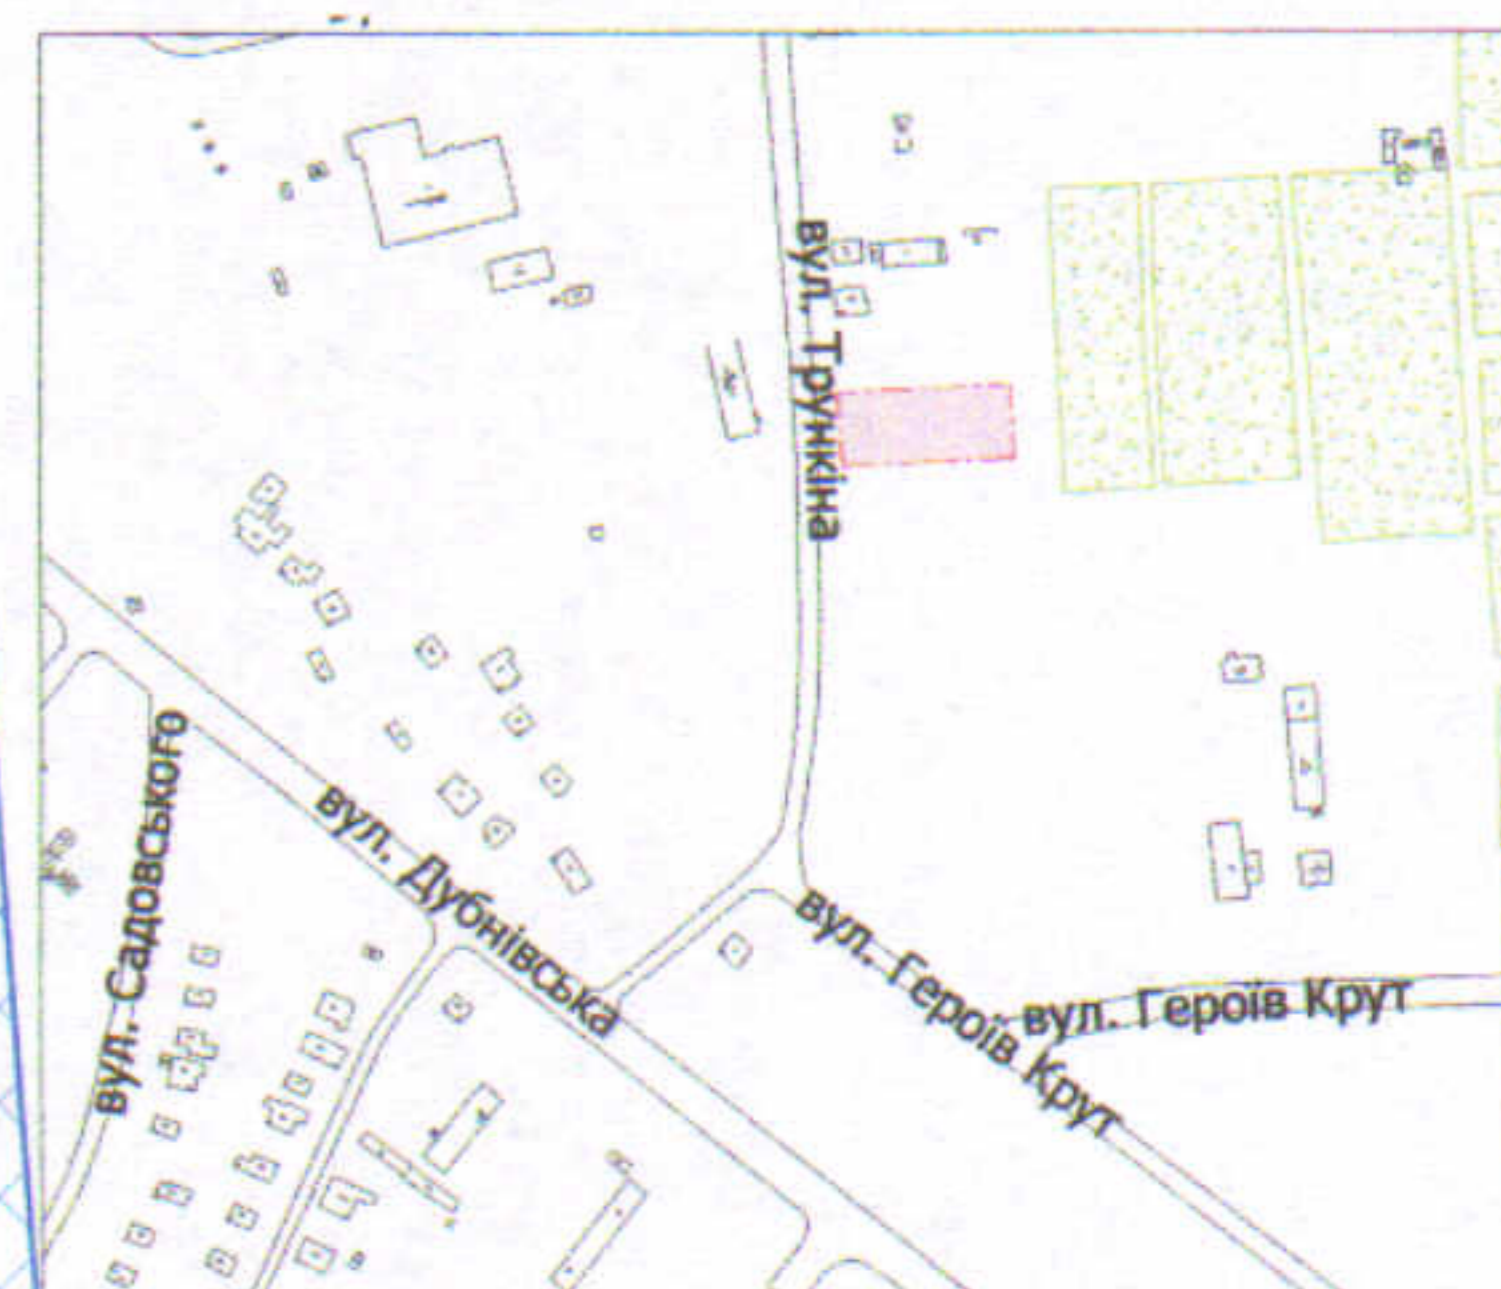 вул. Трункіна
вул. Садовського
вул. Дубнівська
вул. Героїв Крут
вул. Героїв Крут